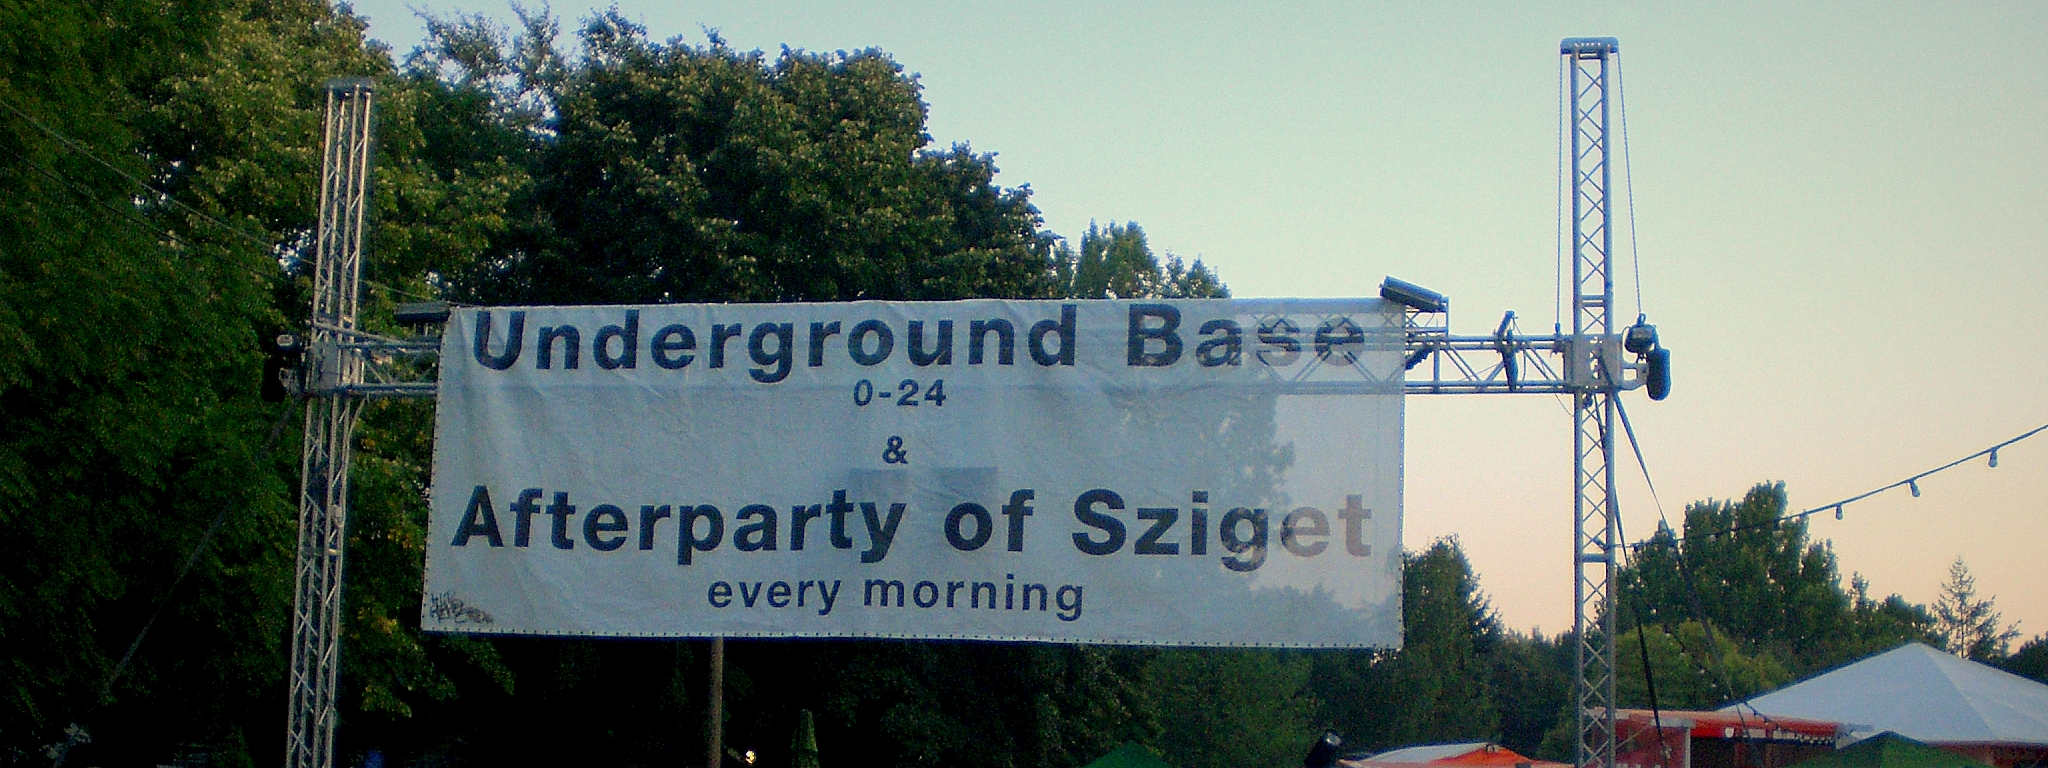 Underground Base
0-24
&
Afterparty of Sziget
every morning